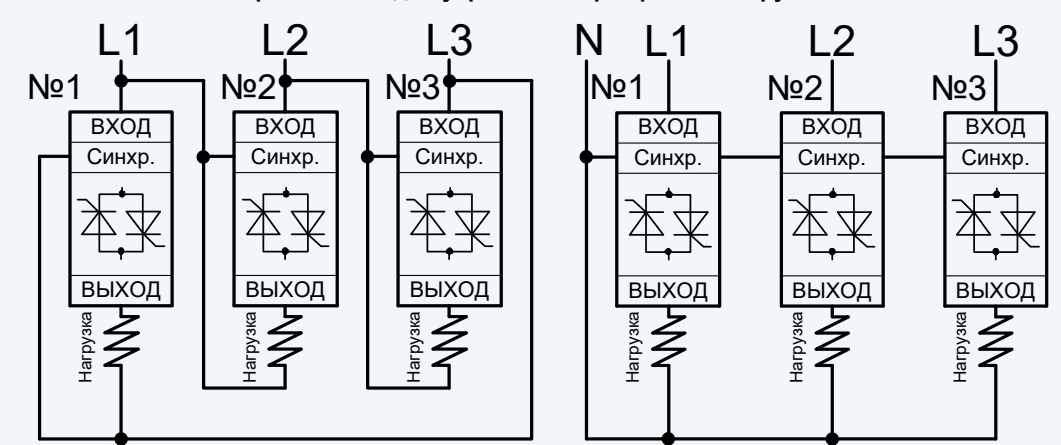 L1 L2 L3 N L1 L2 L3
№1 №2 №3 №1 №2 №3
ВХОД ВХОД ВХОД ВХОД ВХОД ВХОД
Синхр. Синхр. Синхр. Синхр. Синхр. Синхр.
ВЫХОД ВЫХОД ВЫХОД ВЫХОД ВЫХОД ВЫХОД
Нагрузка Нагрузка Нагрузка Нагрузка Нагрузка Нагрузка